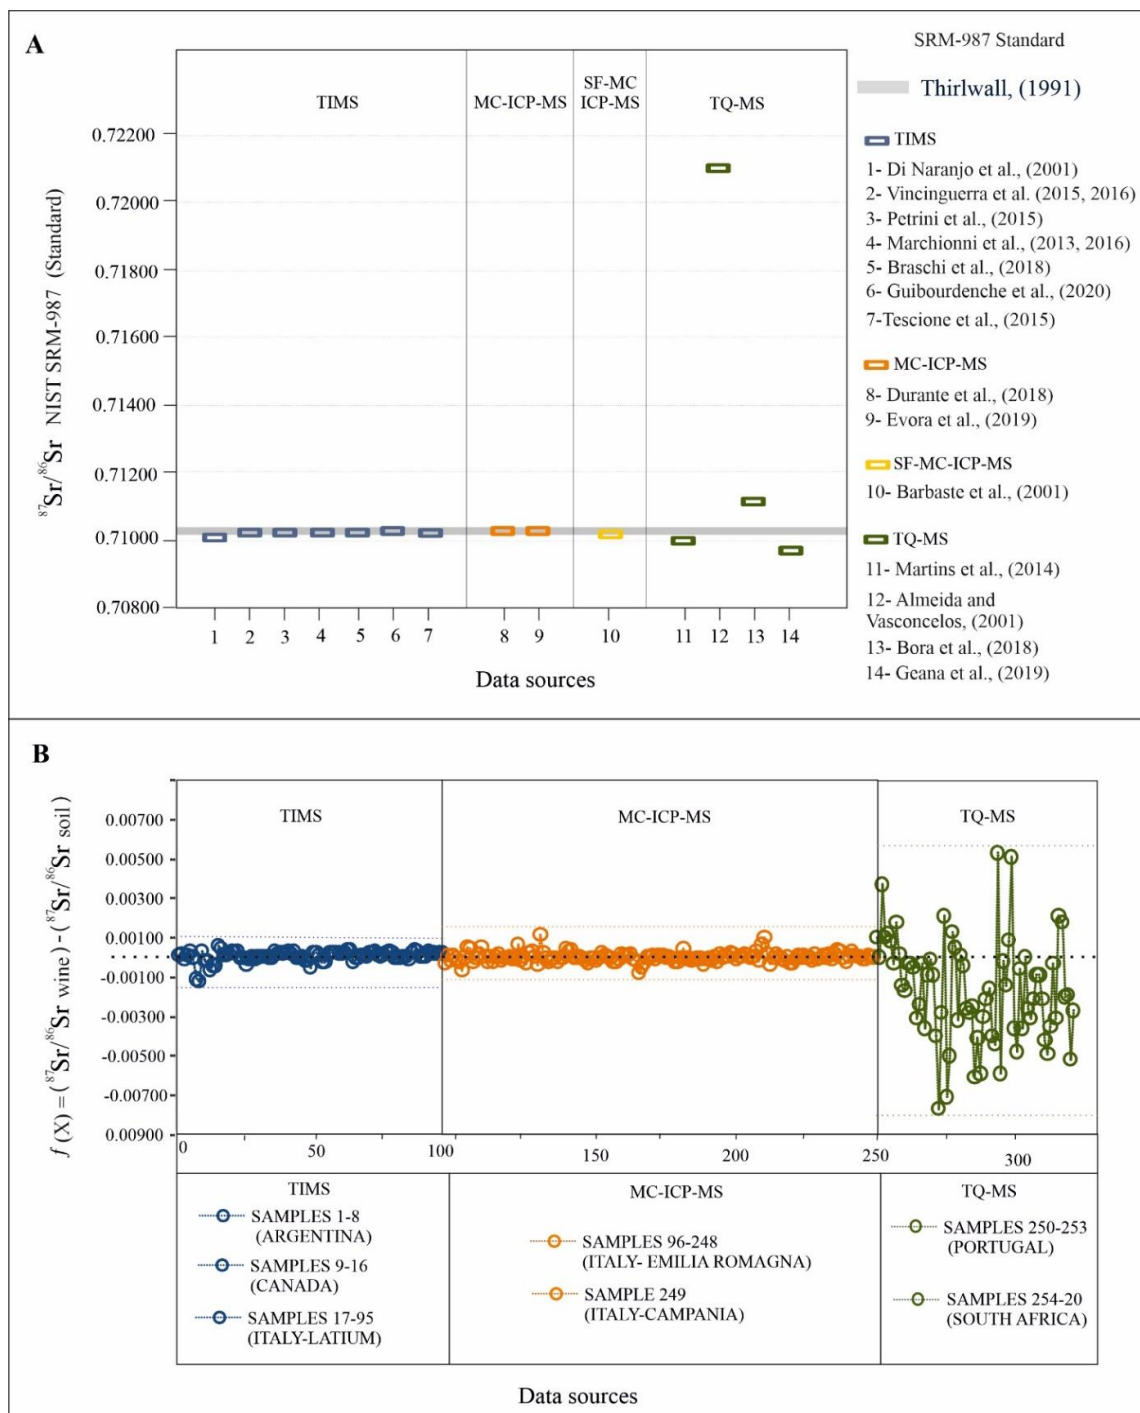 A
SRM-987 Standard
Thirlwall, (1991)
TIMS
MC-ICP-MS
SF-MC
ICP-MS
TQ-MS
0.72200
0.72000
0.71800
0.71600
0.71400
0.71200
0.71000
0.70800
⁸⁷Sr/⁸⁶Sr NIST SRM-987 (Standard)
1
2
3
4
5
6
7
8
9
10
11
12
13
14
Data sources
TIMS
1- Di Naranjo et al., (2001)
2- Vincinguerra et al. (2015, 2016)
3- Petrini et al., (2015)
4- Marchionni et al., (2013, 2016)
5- Braschi et al., (2018)
6- Guibourdenche et al., (2020)
7-Tescione et al., (2015)
MC-ICP-MS
8- Durante et al., (2018)
9- Evora et al., (2019)
SF-MC-ICP-MS
10- Barbaste et al., (2001)
TQ-MS
11- Martins et al., (2014)
12- Almeida and
Vasconcelos, (2001)
13- Bora et al., (2018)
14- Geana et al., (2019)
B
TIMS
MC-ICP-MS
TQ-MS
0.00700
0.00500
0.00300
0.00100
-0.00100
-0.00300
-0.00500
-0.00700
0.00900
f (X) = (⁸⁷Sr/⁸⁶Sr wine ) - (⁸⁷Sr/⁸⁶Sr soil )
0
50
100
150
200
250
300
TIMS
SAMPLES 1-8
(ARGENTINA)
SAMPLES 9-16
(CANADA)
SAMPLES 17-95
(ITALY-LATIUM)
MC-ICP-MS
SAMPLES 96-248
(ITALY- EMILIA ROMAGNA)
SAMPLE 249
(ITALY-CAMPANIA)
TQ-MS
SAMPLES 250-253
(PORTUGAL)
SAMPLES 254-20
(SOUTH AFRICA)
Data sources